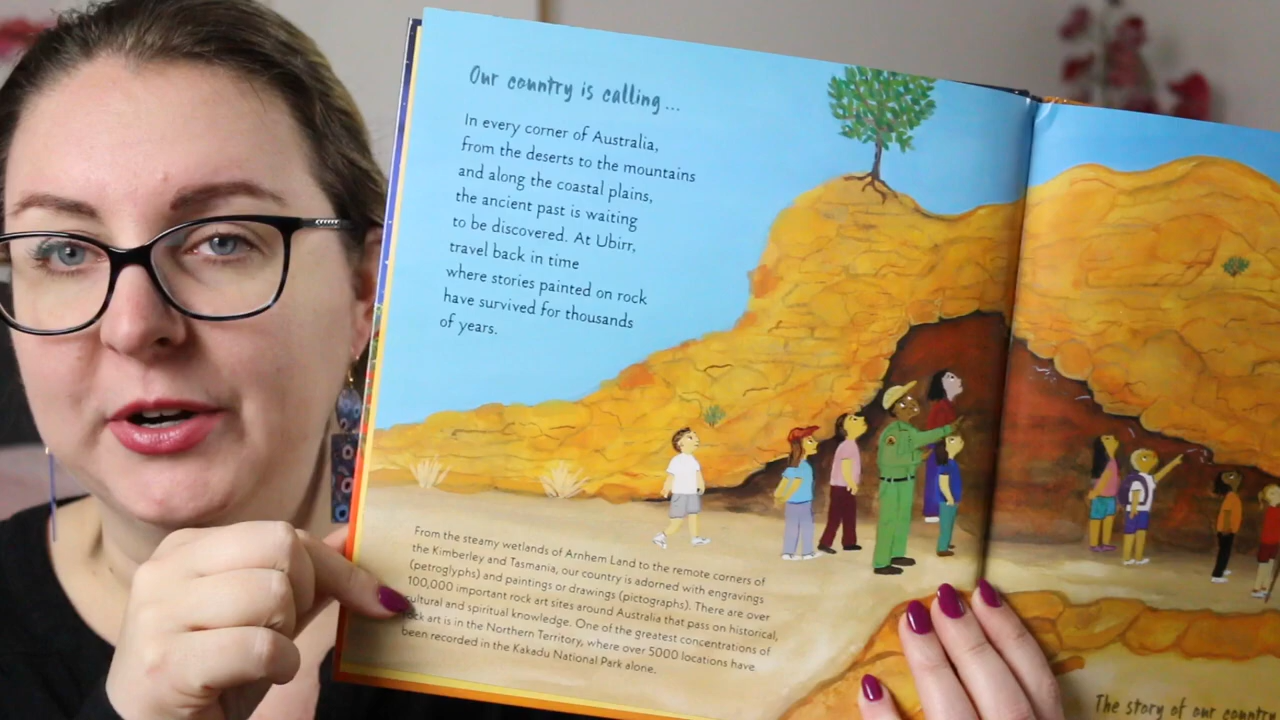 Our country is calling...
In every corner of Australia,
from the deserts to the mountains
and along the coastal plains,
the ancient past is waiting
to be discovered. At Ubirr,
travel back in time
where stories painted on rock
have survived for thousands
of years.
From the steamy wetlands of Arnhem Land to the remote corners of
the Kimberley and Tasmania, our country is adorned with engravings
(petroglyphs) and paintings or drawings (pictographs). There are over
100,000 important rock art sites around Australia that pass on historical,
cultural and spiritual knowledge. One of the greatest concentrations of
rock art is in the Northern Territory, where over 5000 locations have
been recorded in the Kakadu National Park alone.
The story of our country